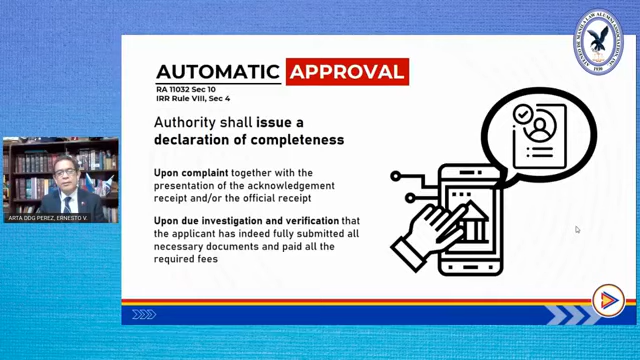 AUTOMATIC APPROVAL
RA 11032 Sec 10
IRR Rule VIII, Sec 4
Authority shall issue a
declaration of completeness
Upon complaint together with the
presentation of the acknowledgement
receipt and/or the official receipt
Upon due investigation and verification that
the applicant has indeed fully submitted all
necessary documents and paid all the
required fees
ARTA DDG PEREZ, ERNESTO V.